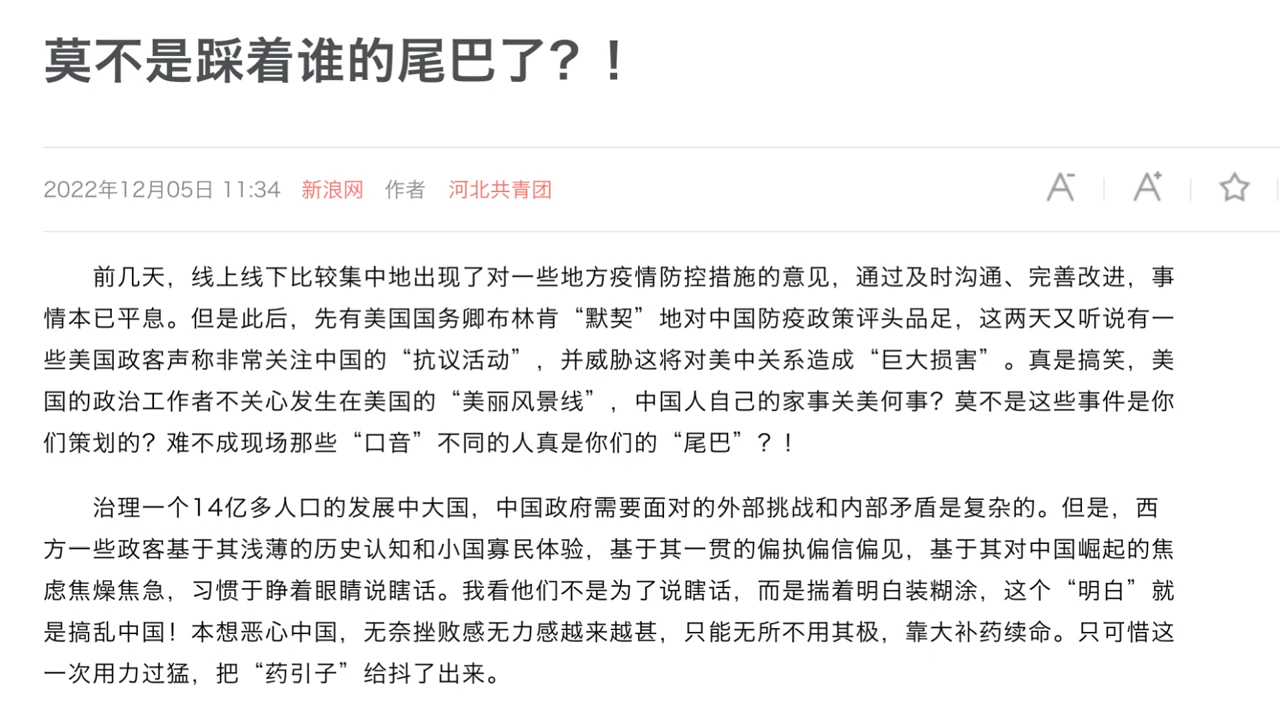 莫不是踩着谁的尾巴了？！
2022年12月05日 11:34 新浪网 作者 河北共青团
A- A+
前几天，线上线下比较集中地出现了对一些地方疫情防控措施的意见，通过及时沟通、完善改进，事
情本已平息。但是此后，先有美国国务卿布林肯“默契”地对中国防疫政策评头品足，这两天又听说有一
些美国政客声称非常关注中国的“抗议活动”，并威胁这将对美中关系造成“巨大损害”。真是搞笑，美
国的政治工作者不关心发生在美国的“美丽风景线”，中国人自己的家事关美何事？莫不是这些事件是你
们策划的？难不成现场那些“口音”不同的人真是你们的“尾巴”？！
治理一个14亿多人口的发展中大国，中国政府需要面对的外部挑战和内部矛盾是复杂的。但是，西
方一些政客基于其浅薄的历史认知和小国寡民体验，基于其一贯的偏执偏信偏见，基于其对中国崛起的焦
虑焦燥焦急，习惯于睁着眼睛说瞎话。我看他们不是为了说瞎话，而是揣着明白装糊涂，这个“明白”就
是搞乱中国！本想恶心中国，无奈挫败感无力感越来越甚，只能无所不用其极，靠大补药续命。只可惜这
一次用力过猛，把“药引子”给抖了出来。